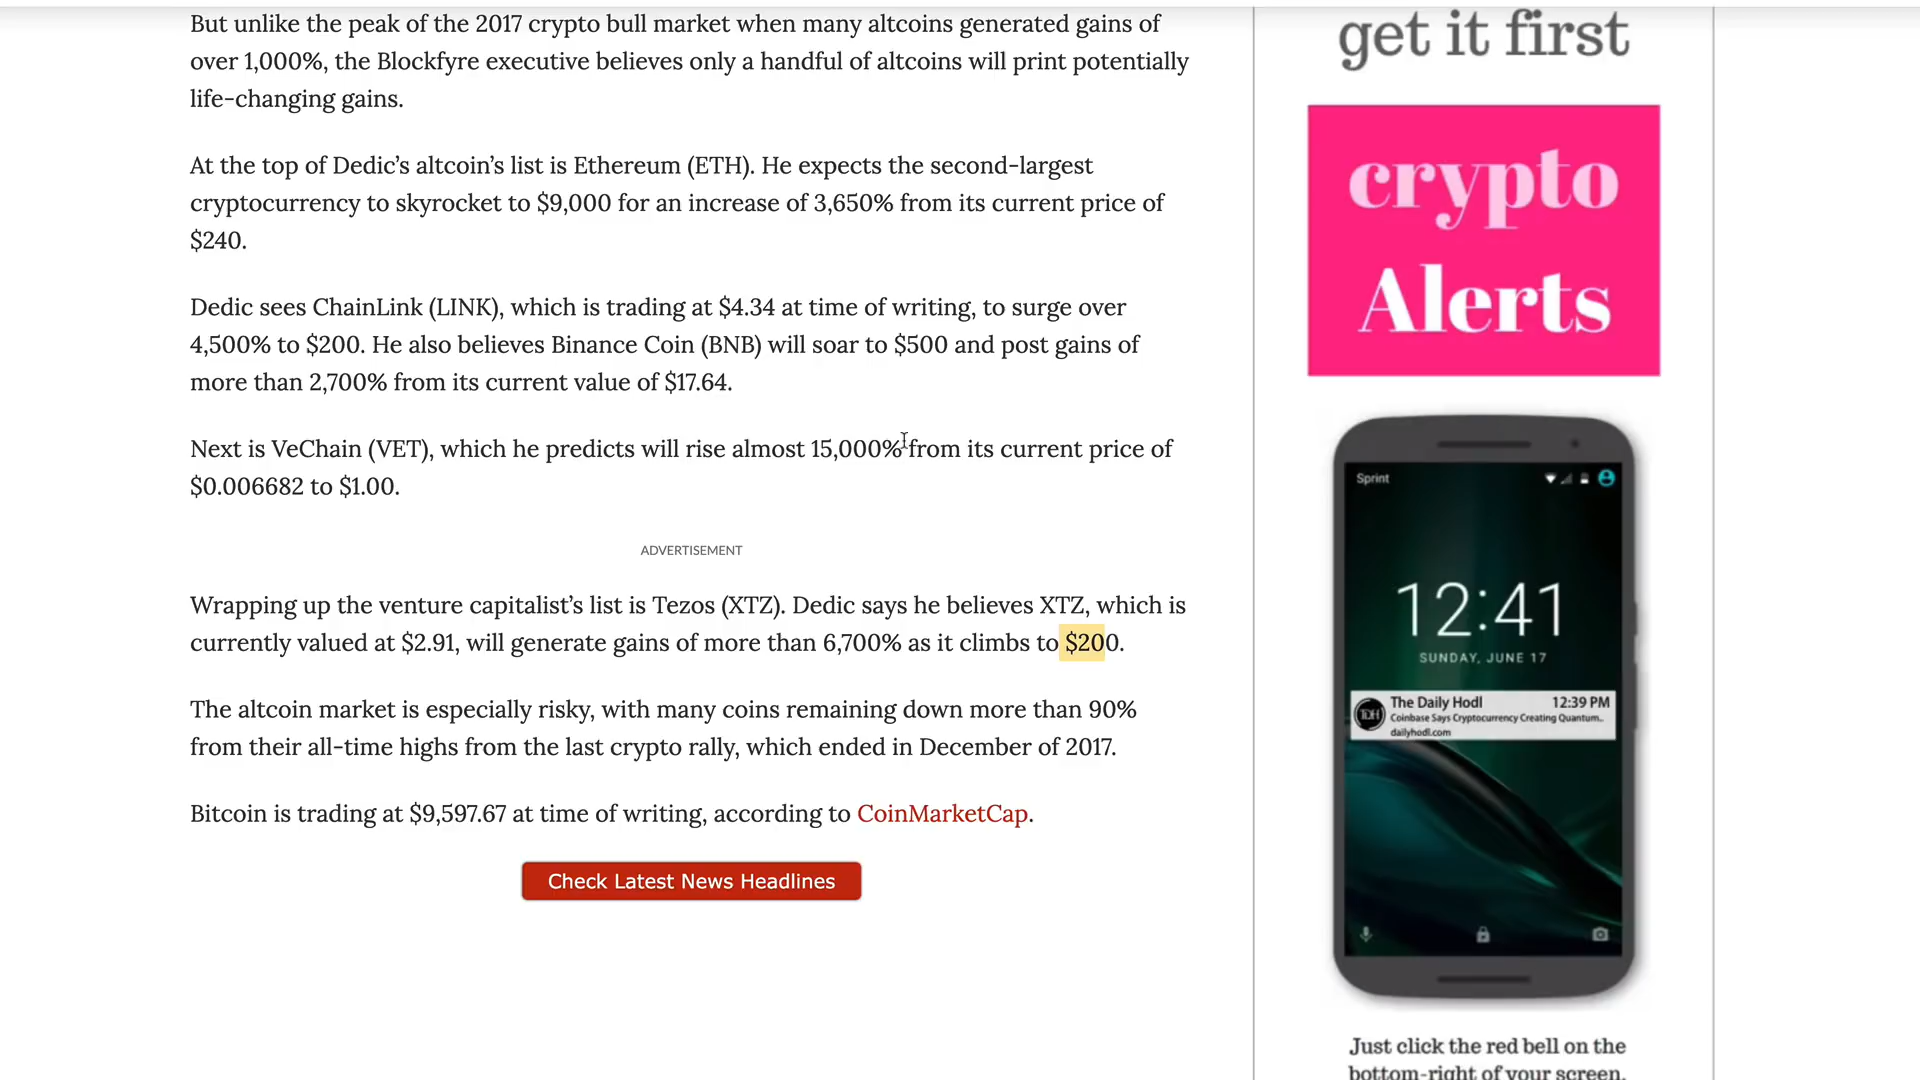 But unlike the peak of the 2017 crypto bull market when many altcoins generated gains of
over 1,000%, the Blockfyre executive believes only a handful of altcoins will print potentially
life-changing gains.
At the top of Dedic’s altcoin’s list is Ethereum (ETH). He expects the second-largest
cryptocurrency to skyrocket to $9,000 for an increase of 3,650% from its current price of
$240.
Dedic sees ChainLink (LINK), which is trading at $4.34 at time of writing, to surge over
4,500% to $200. He also believes Binance Coin (BNB) will soar to $500 and post gains of
more than 2,700% from its current value of $17.64.
Next is VeChain (VET), which he predicts will rise almost 15,000% from its current price of
$0.006682 to $1.00.
ADVERTISEMENT
Wrapping up the venture capitalist’s list is Tezos (XTZ). Dedic says he believes XTZ, which is
currently valued at $2.91, will generate gains of more than 6,700% as it climbs to $200.
The altcoin market is especially risky, with many coins remaining down more than 90%
from their all-time highs from the last crypto rally, which ended in December of 2017.
Bitcoin is trading at $9,597.67 at time of writing, according to CoinMarketCap.
Check Latest News Headlines
get it first
crypto
Alerts
Sprint
12:41
SUNDAY, JUNE 17
TDH
The Daily Hodl 12:39 PM
Coinbase Says Cryptocurrency Creating Quantum..
dailyhodl.com
Just click the red bell on the
bottom-right of your screen.